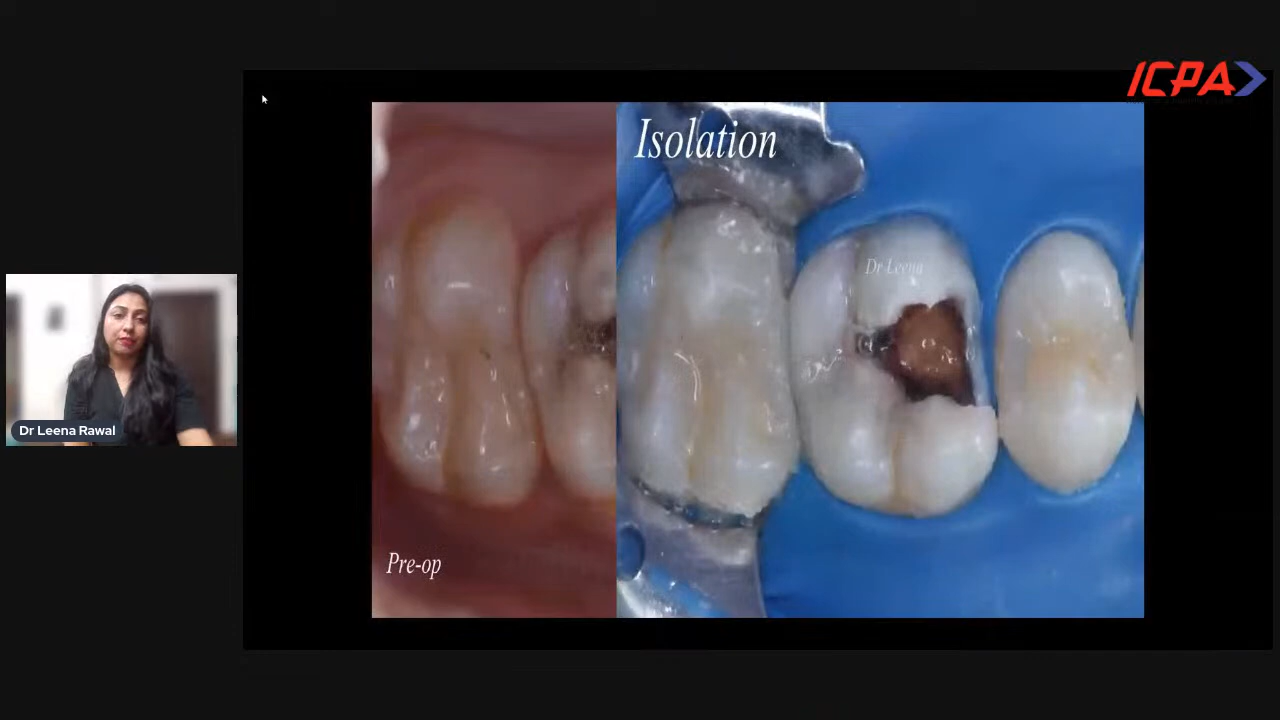 ICPA
Isolation
Dr Leena
Dr Leena Rawal
Pre-op